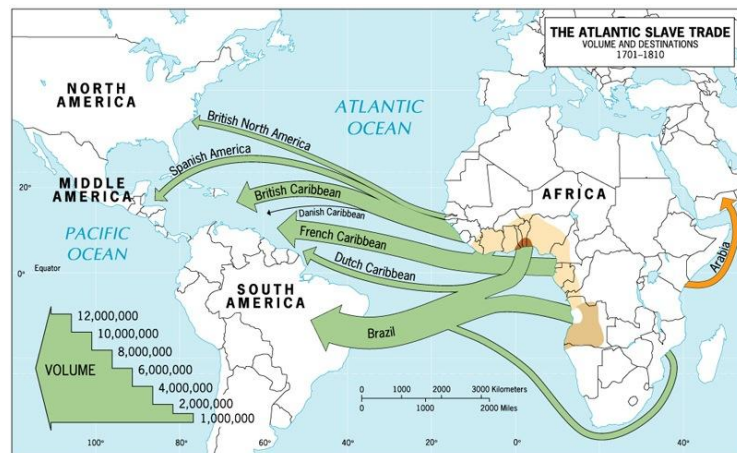 THE ATLANTIC SLAVE TRADE
VOLUME AND DESTINATIONS
1701–1810
NORTH
AMERICA
ATLANTIC
OCEAN
British North America
Spanish America
20°
MIDDLE
AMERICA
British Caribbean
AFRICA
20°
Danish Caribbean
PACIFIC
OCEAN
French Caribbean
Dutch Caribbean
Arabia
0°
Equator
0°
SOUTH
AMERICA
Brazil
12,000,000
10,000,000
8,000,000
VOLUME
6,000,000
4,000,000
2,000,000
1,000,000
0 1000 2000 3000 Kilometers
0 1000 2000 Miles
100° 80° 60° 40° 20° 0° 20° 40°